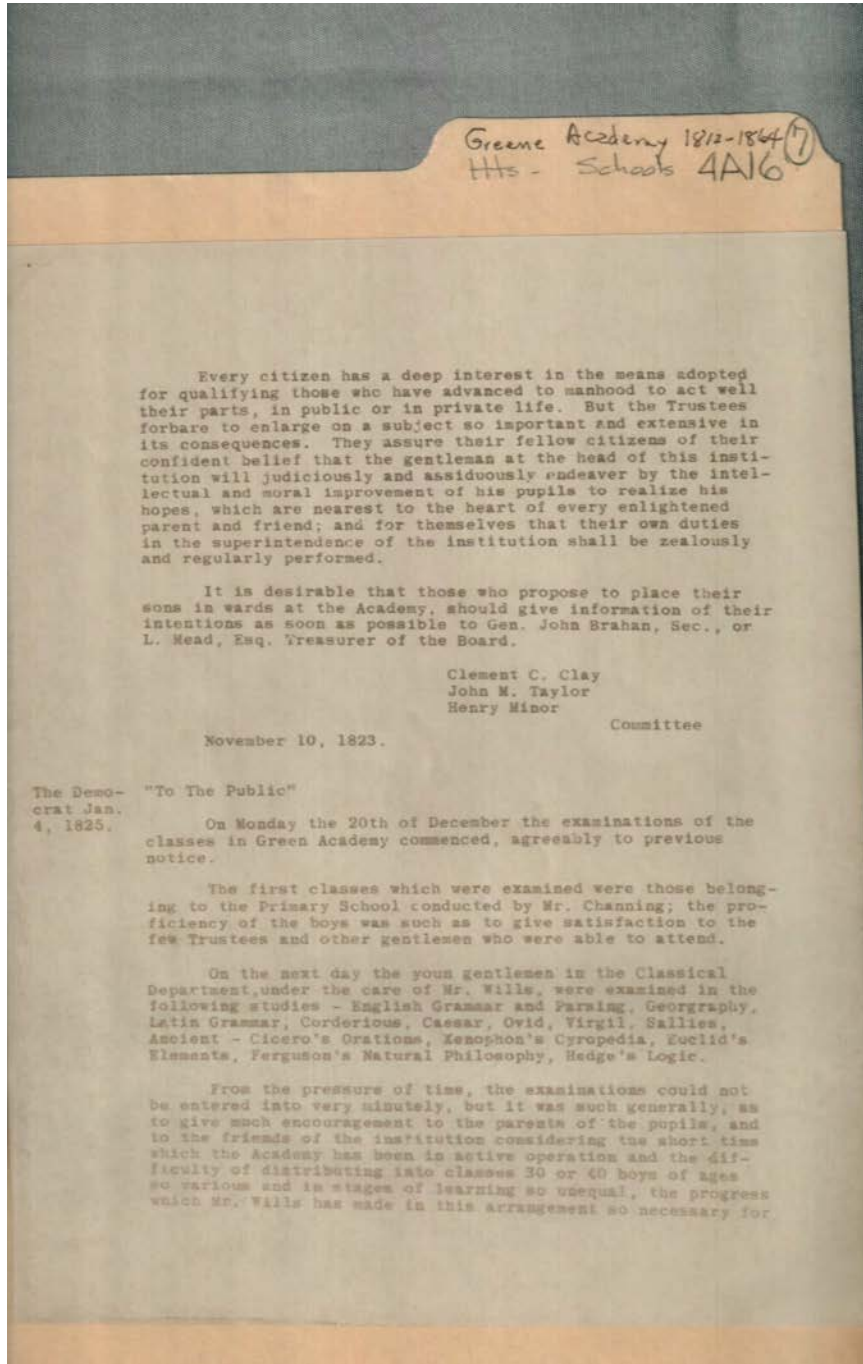 Greene Academy 1812-1864 7
Hts - Schools 4A16
Every citizen has a deep interest in the means adopted
for qualifying those who have advanced to manhood to act well
their parts, in public or in private life. But the Trustees
forbare to enlarge on a subject so important and extensive in
its consequences. They assure their fellow citizens of their
confident belief that the gentleman at the head of this insti-
tution will judiciously and assiduously endeaver by the intel-
lectual and moral improvement of his pupils to realize his
hopes, which are nearest to the heart of every enlightened
parent and friend; and for themselves that their own duties
in the superintendence of the institution shall be zealously
and regularly performed.
It is desirable that those who propose to place their
sons in wards at the Academy, should give information of their
intentions as soon as possible to Gen. John Brahan, Sec., or
L. Mead, Esq. Treasurer of the Board.
Clement C. Clay
John M. Taylor
Henry Minor
Committee
November 10, 1823.
The Demo-
crat Jan.
4, 1825.
"To The Public"
On Monday the 20th of December the examinations of the
classes in Green Academy commenced, agreeably to previous
notice.
The first classes which were examined were those belong-
ing to the Primary School conducted by Mr. Channing; the pro-
ficiency of the boys was such as to give satisfaction to the
few Trustees and other gentlemen who were able to attend.
On the next day the youn gentlemen in the Classical
Department,under the care of Mr. Wills, were examined in the
following studies - English Grammar and Parsing, Georgraphy,
Latin Grammar, Corderious, Caesar, Ovid, Virgil, Sallies,
Ancient - Cicero's Orations, Xenophon's Cyropedia, Euclid's
Elements, Ferguson's Natural Philosophy, Hedge's Logic.
From the pressure of time, the examinations could not
be entered into very minutely, but it was such generally, as
to give much encouragement to the parents of the pupils, and
to the friends of the institution considering the short time
which the Academy has been in active operation and the dif-
ficulty of distributing into classes 30 or 40 boys of ages
so various and in stages of learning so unequal, the progress
which Mr. Wills has made in this arrangement so necessary for